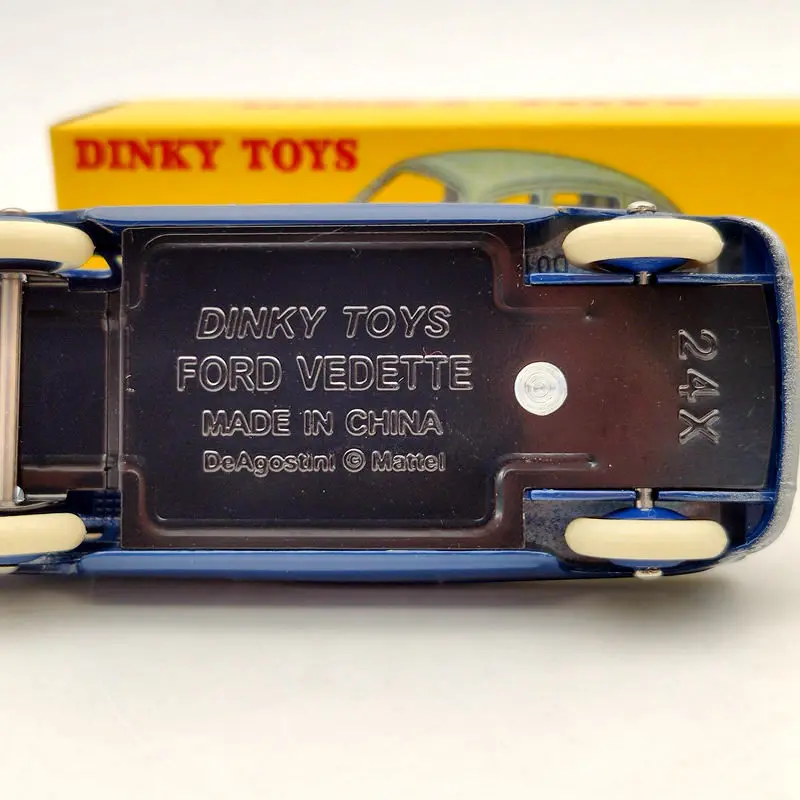 DINKY TOYS
DINKY TOYS
FORD VEDETTE
MADE IN CHINA
DeAgostini © Mattel
24X